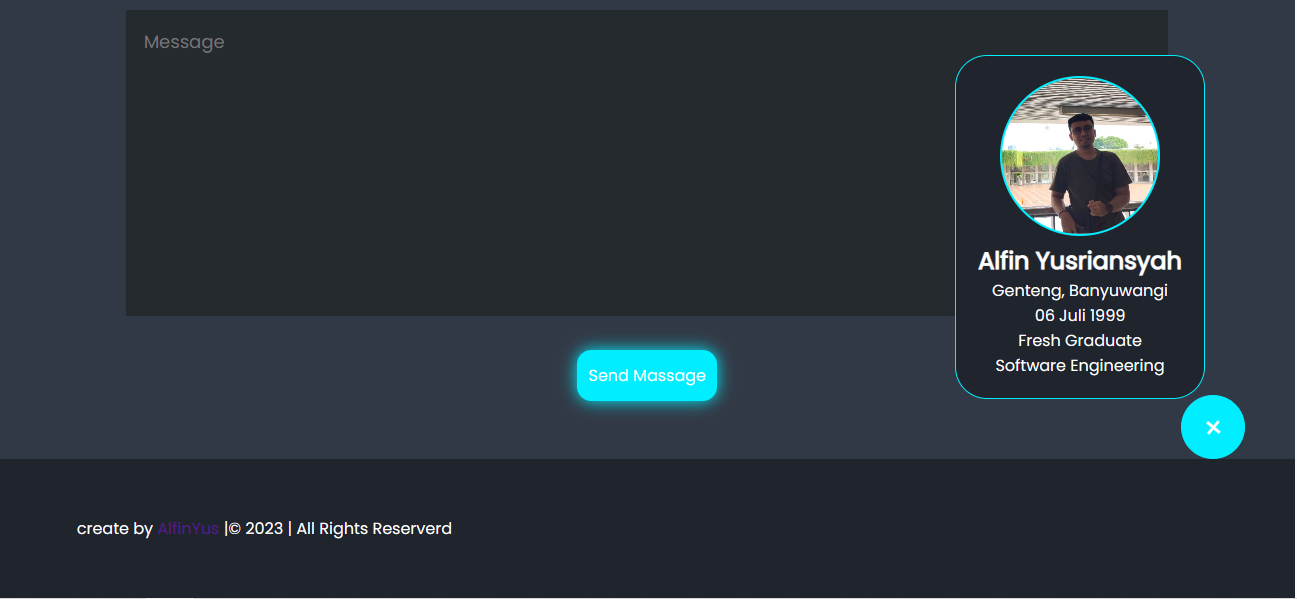 Message
Alfin Yusriansyah
Genteng, Banyuwangi
06 Juli 1999
Fresh Graduate
Software Engineering
Send Massage
×
create by AlfinYus |© 2023 | All Rights Reserverd